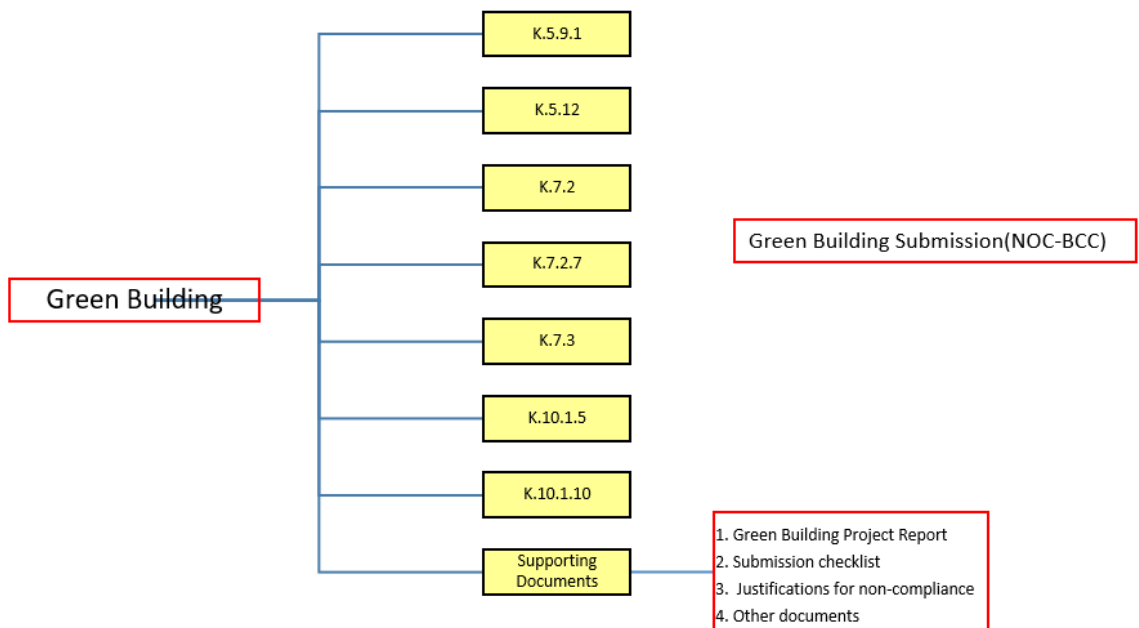 K.5.9.1
K.5.12
K.7.2
K.7.2.7
Green Building Submission(NOC-BCC)
Green Building
K.7.3
K.10.1.5
K.10.1.10
Supporting
Documents
1. Green Building Project Report
2. Submission checklist
3. Justifications for non-compliance
4. Other documents